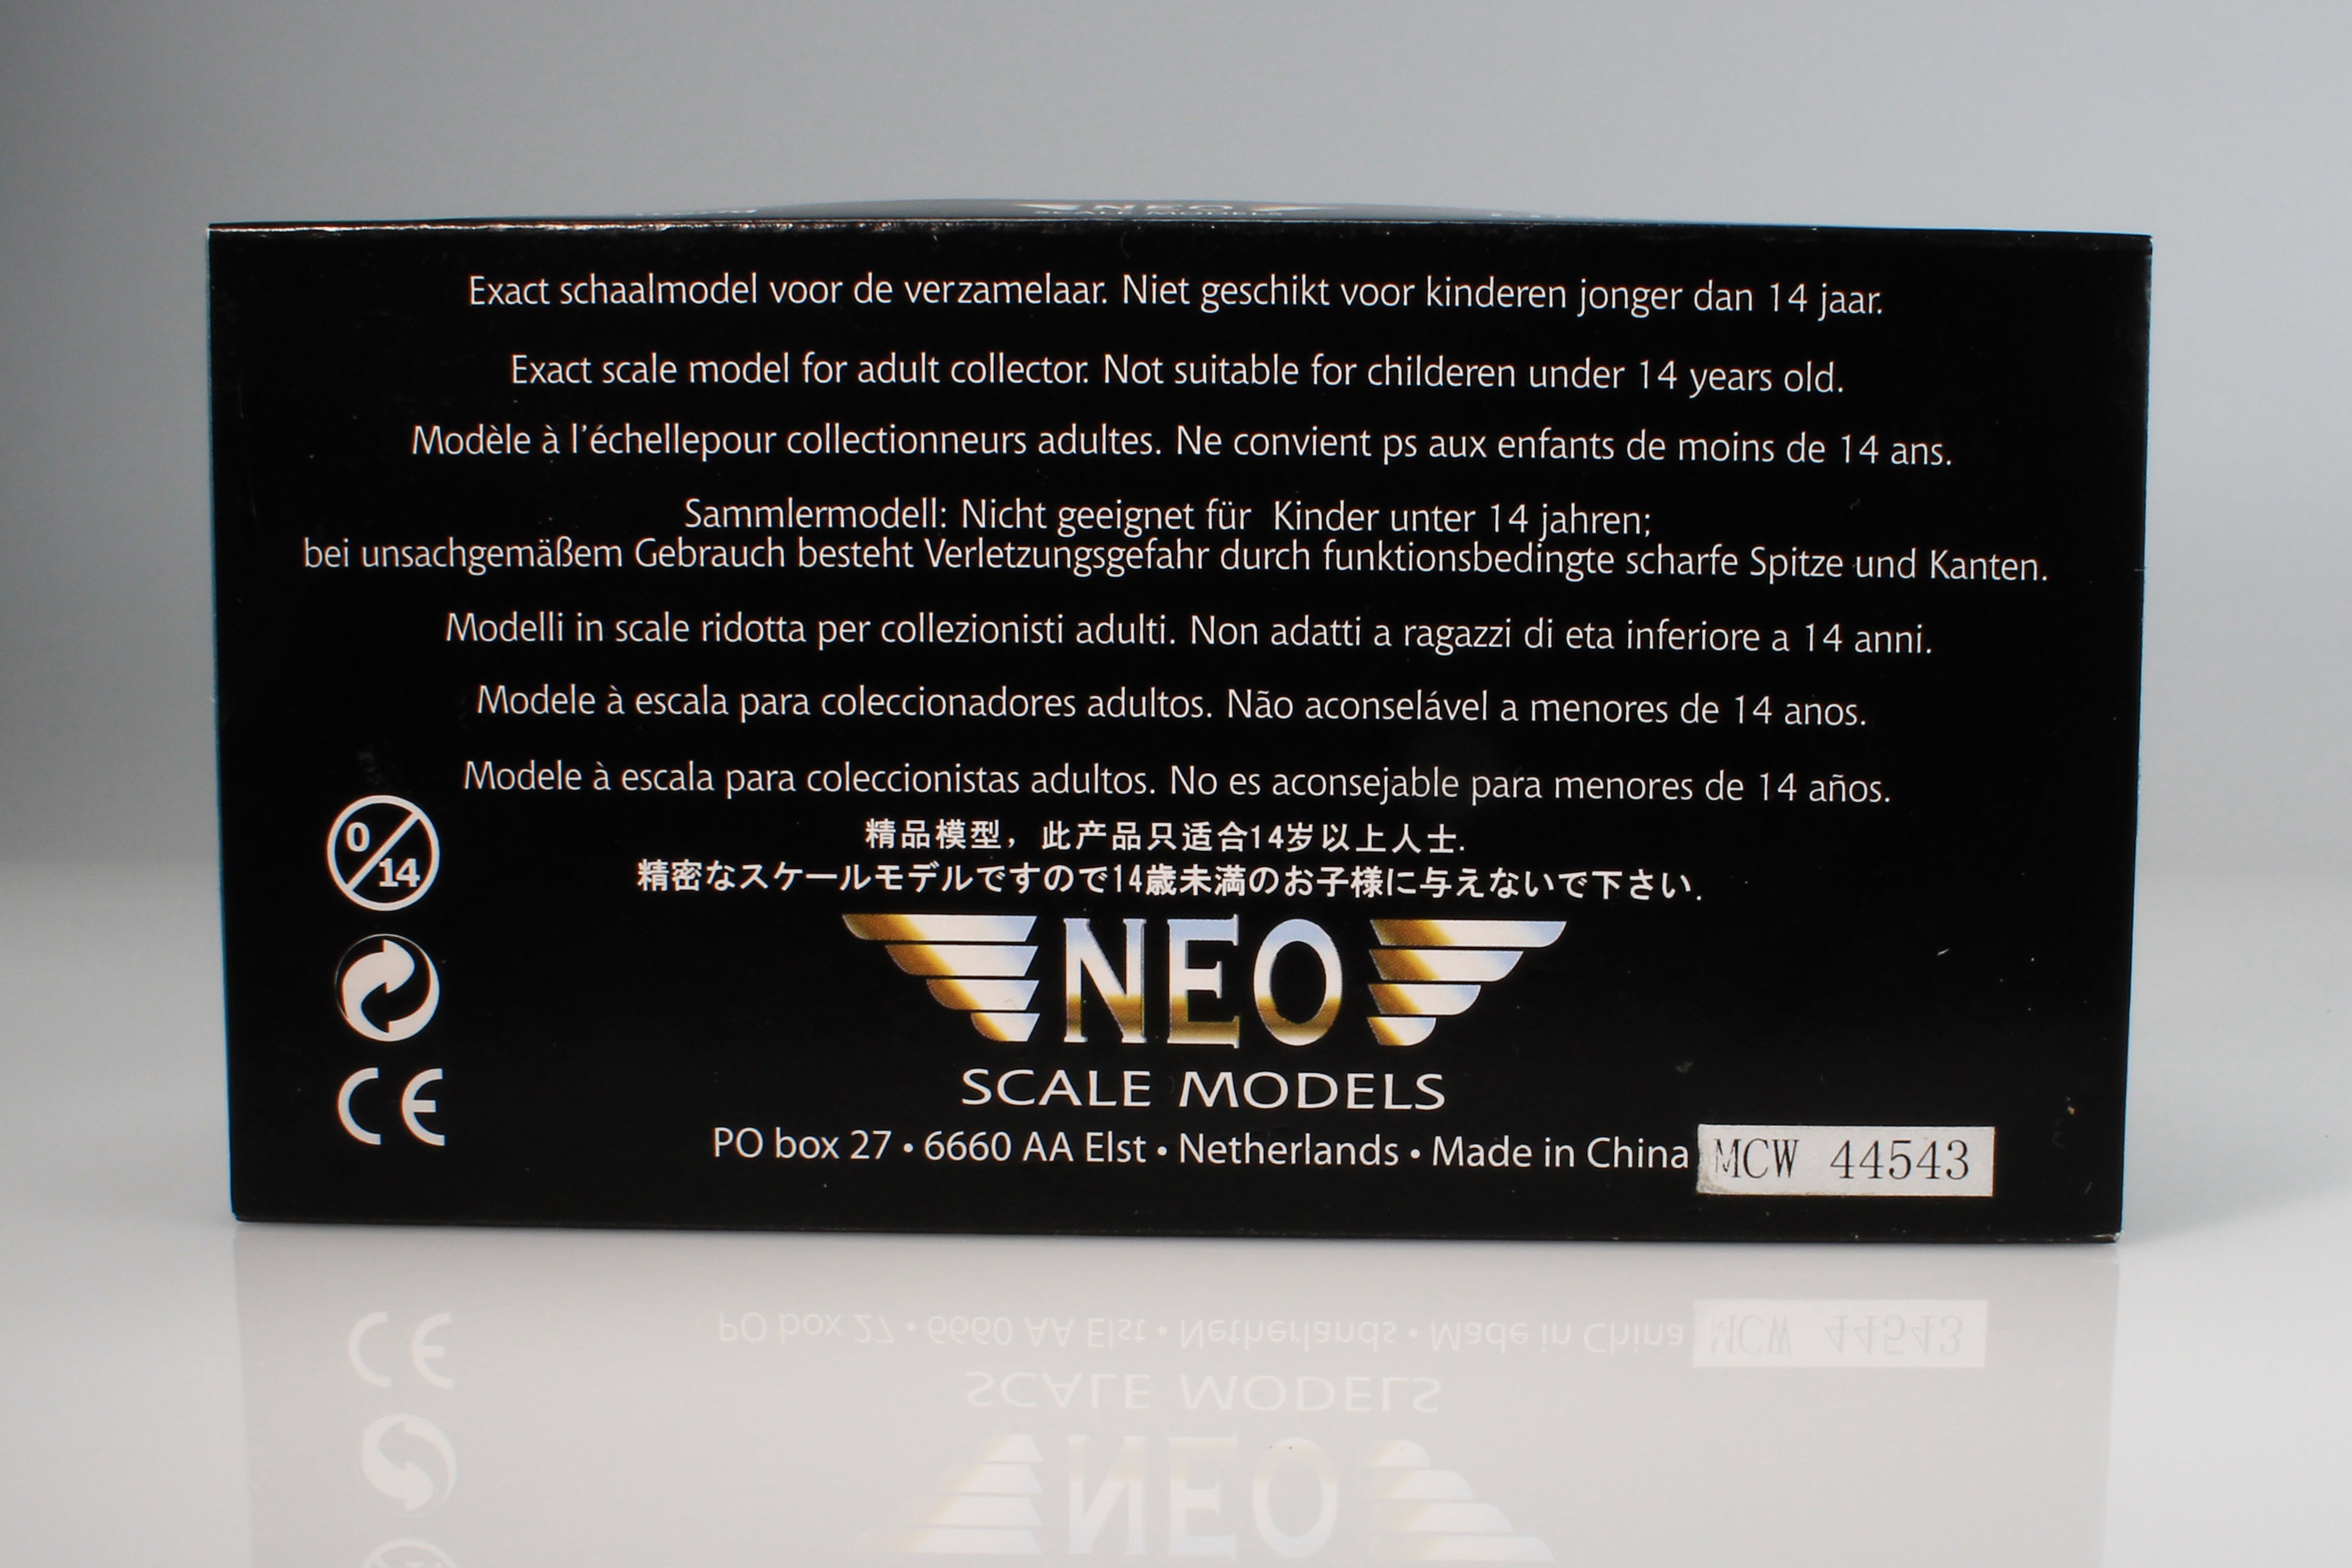 SCALE MODELS
Exact schaalmodel voor de verzamelaar. Niet geschikt voor kinderen jonger dan 14 jaar.
Exact scale model for adult collector. Not suitable for childeren under 14 years old.
Modèle à l'échellepour collectionneurs adultes. Ne convient ps aux enfants de moins de 14 ans.
Sammlermodell: Nicht geeignet für Kinder unter 14 jahren;
bei unsachgemäßem Gebrauch besteht Verletzungsgefahr durch funktionsbedingte scharfe Spitze und Kanten.
Modelli in scale ridotta per collezionisti adulti. Non adatti a ragazzi di eta inferiore a 14 anni.
Modele à escala para coleccionadores adultos. Não aconselável a menores de 14 anos.
Modele à escala para coleccionistas adultos. No es aconsejable para menores de 14 años.
精品模型，此产品只适合14岁以上人士.
精密なスケールモデルですので14歳未満のお子様に与えないで下さい.
0/14
NEO
SCALE MODELS
CE
PO box 27 • 6660 AA Elst • Netherlands • Made in China
MCW 44543